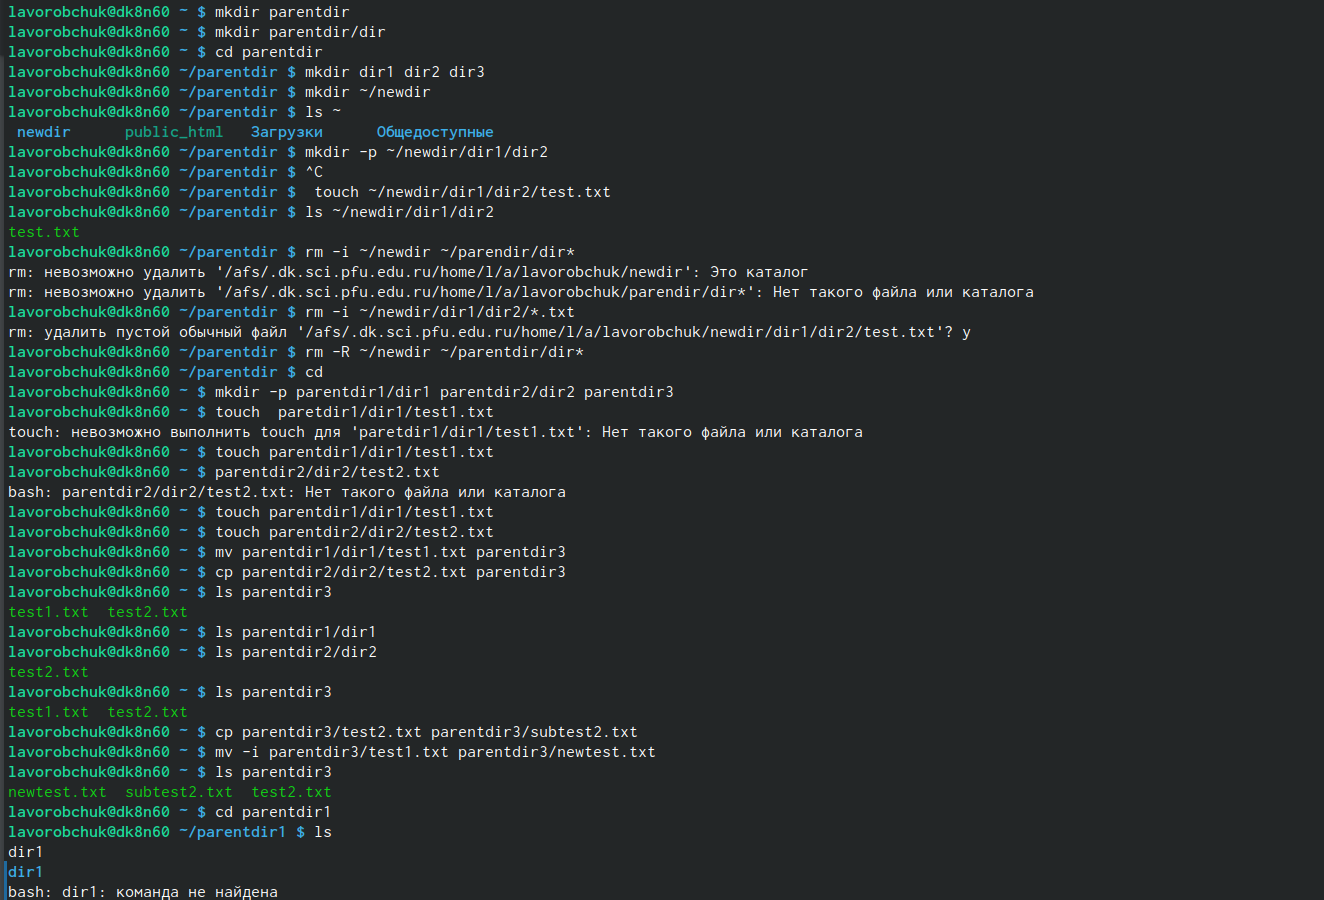 lavorobchuk@dk8n60 ~ $ mkdir parentdir
lavorobchuk@dk8n60 ~ $ mkdir parentdir/dir
lavorobchuk@dk8n60 ~ $ cd parentdir
lavorobchuk@dk8n60 ~/parentdir $ mkdir dir1 dir2 dir3
lavorobchuk@dk8n60 ~/parentdir $ mkdir ~/newdir
lavorobchuk@dk8n60 ~/parentdir $ ls ~
newdir      public_html   Загрузки      Общедоступные
lavorobchuk@dk8n60 ~/parentdir $ mkdir -p ~/newdir/dir1/dir2
lavorobchuk@dk8n60 ~/parentdir $ ^C
lavorobchuk@dk8n60 ~/parentdir $  touch ~/newdir/dir1/dir2/test.txt
lavorobchuk@dk8n60 ~/parentdir $ ls ~/newdir/dir1/dir2
test.txt
lavorobchuk@dk8n60 ~/parentdir $ rm -i ~/newdir ~/parendir/dir*
rm: невозможно удалить '/afs/.dk.sci.pfu.edu.ru/home/l/a/lavorobchuk/newdir': Это каталог
rm: невозможно удалить '/afs/.dk.sci.pfu.edu.ru/home/l/a/lavorobchuk/parendir/dir*': Нет такого файла или каталога
lavorobchuk@dk8n60 ~/parentdir $ rm -i ~/newdir/dir1/dir2/*.txt
rm: удалить пустой обычный файл '/afs/.dk.sci.pfu.edu.ru/home/l/a/lavorobchuk/newdir/dir1/dir2/test.txt'? y
lavorobchuk@dk8n60 ~/parentdir $ rm -R ~/newdir ~/parentdir/dir*
lavorobchuk@dk8n60 ~/parentdir $ cd
lavorobchuk@dk8n60 ~ $ mkdir -p parentdir1/dir1 parentdir2/dir2 parentdir3
lavorobchuk@dk8n60 ~ $ touch  paretdir1/dir1/test1.txt
touch: невозможно выполнить touch для 'paretdir1/dir1/test1.txt': Нет такого файла или каталога
lavorobchuk@dk8n60 ~ $ touch parentdir1/dir1/test1.txt
lavorobchuk@dk8n60 ~ $ parentdir2/dir2/test2.txt
bash: parentdir2/dir2/test2.txt: Нет такого файла или каталога
lavorobchuk@dk8n60 ~ $ touch parentdir1/dir1/test1.txt
lavorobchuk@dk8n60 ~ $ touch parentdir2/dir2/test2.txt
lavorobchuk@dk8n60 ~ $ mv parentdir1/dir1/test1.txt parentdir3
lavorobchuk@dk8n60 ~ $ cp parentdir2/dir2/test2.txt parentdir3
lavorobchuk@dk8n60 ~ $ ls parentdir3
test1.txt  test2.txt
lavorobchuk@dk8n60 ~ $ ls parentdir1/dir1
lavorobchuk@dk8n60 ~ $ ls parentdir2/dir2
test2.txt
lavorobchuk@dk8n60 ~ $ ls parentdir3
test1.txt  test2.txt
lavorobchuk@dk8n60 ~ $ cp parentdir3/test2.txt parentdir3/subtest2.txt
lavorobchuk@dk8n60 ~ $ mv -i parentdir3/test1.txt parentdir3/newtest.txt
lavorobchuk@dk8n60 ~ $ ls parentdir3
newtest.txt  subtest2.txt  test2.txt
lavorobchuk@dk8n60 ~ $ cd parentdir1
lavorobchuk@dk8n60 ~/parentdir1 $ ls
dir1
dir1
bash: dir1: команда не найдена